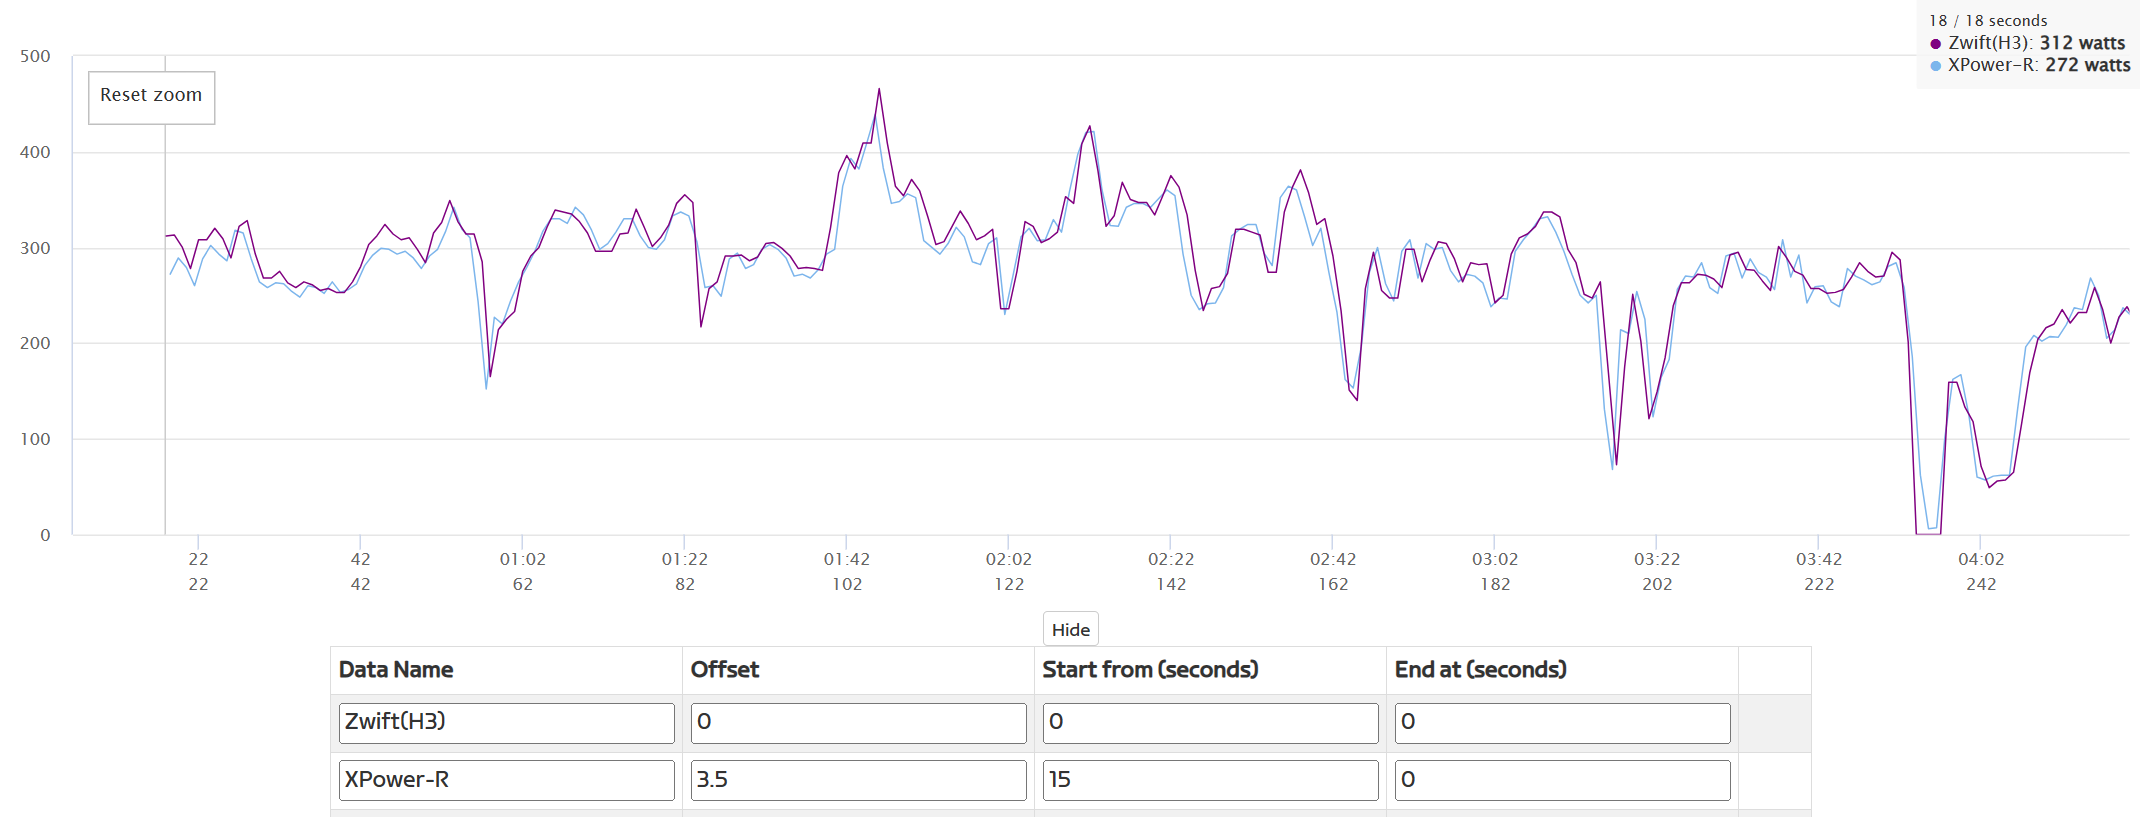 18 / 18 seconds
Zwift(H3): 312 watts
XPower-R: 272 watts
500
Reset zoom
400
300
200
100
0
22 42 01:02 01:22 01:42 02:02 02:22 02:42 03:02 03:22 03:42 04:02
22 42 62 82 102 122 142 162 182 202 222 242
Hide
Data Name Offset Start from (seconds) End at (seconds)
Zwift(H3) 0 0 0
XPower-R 3.5 15 0